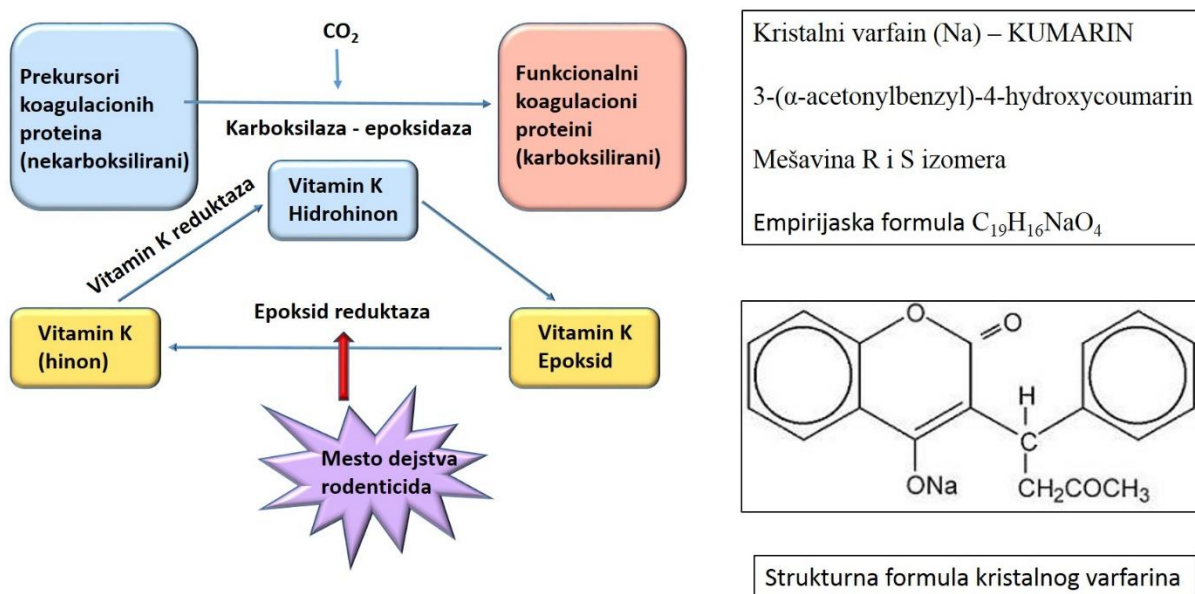 CO₂
Prekursori
koagulacionih
proteina
(nekarboksilirani)
Funkcionalni
koagulacioni
proteini
(karboksilirani)
Karboksilaza - epoksidaza
Vitamin K
Hidrohinon
Vitamin K reduktaza
Epoksid reduktaza
Vitamin K
(hinon)
Vitamin K
Epoksid
Mesto dejstva
rodenticida
Kristalni varfain (Na) – KUMARIN
3-(α-acetonylbenzyl)-4-hydroxycoumarin
Mešavina R i S izomera
Empirijaska formula C₁₉H₁₆NaO₄
O
O
H
C
ONa
CH₂COCH₃
Strukturna formula kristalnog varfarina